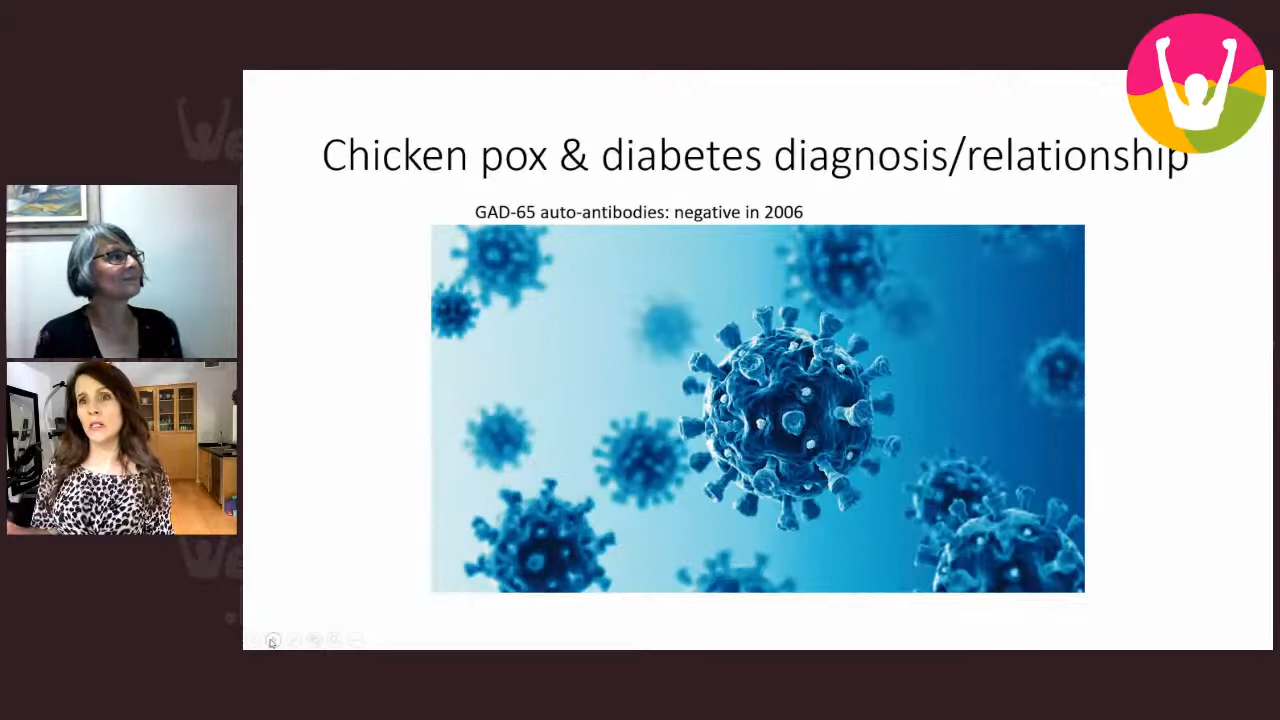 Chicken pox & diabetes diagnosis/relationship
GAD-65 auto-antibodies: negative in 2006